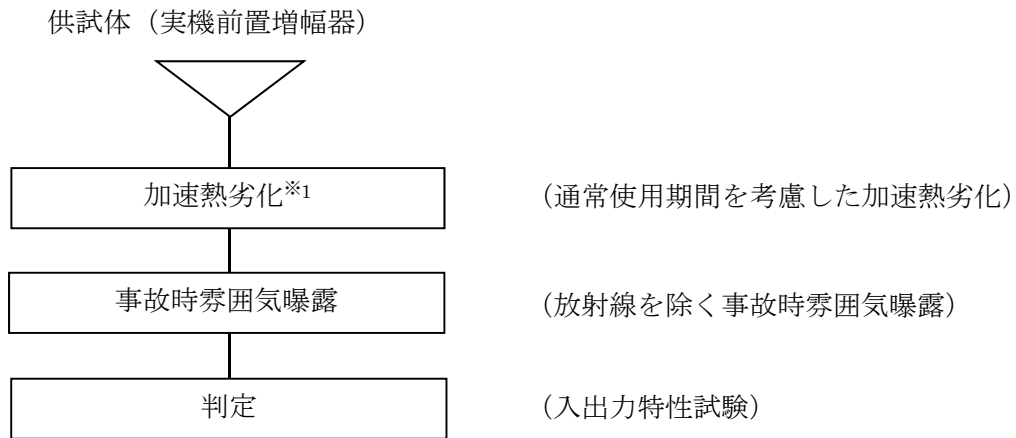 供試体（実機前置増幅器）
加速熱劣化※1
（通常使用期間を考慮した加速熱劣化）
事故時雰囲気曝露
（放射線を除く事故時雰囲気曝露）
判定
（入出力特性試験）